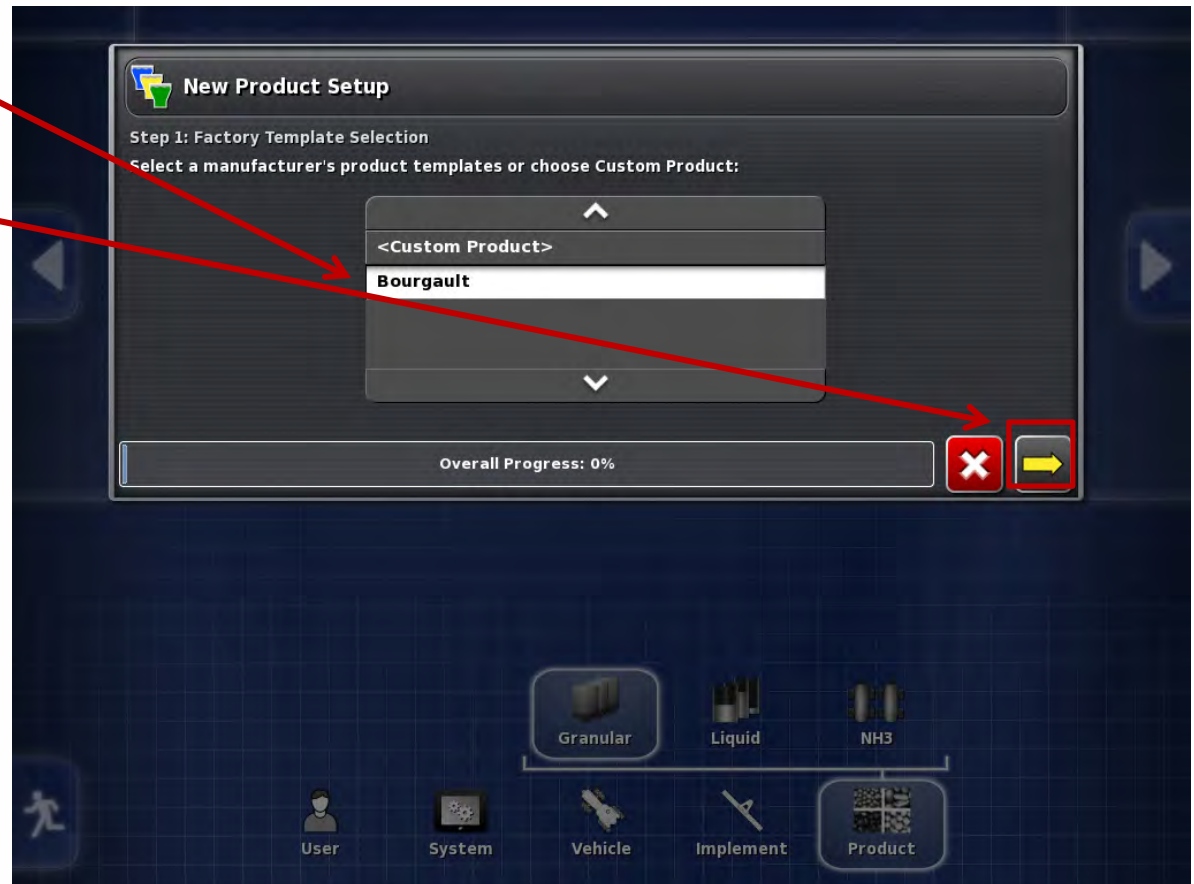 New Product Setup
Step 1: Factory Template Selection
Select a manufacturer's product templates or choose Custom Product:
<Custom Product>
Bourgault
Overall Progress: 0%
Granular
Liquid
NH3
User
System
Vehicle
Implement
Product